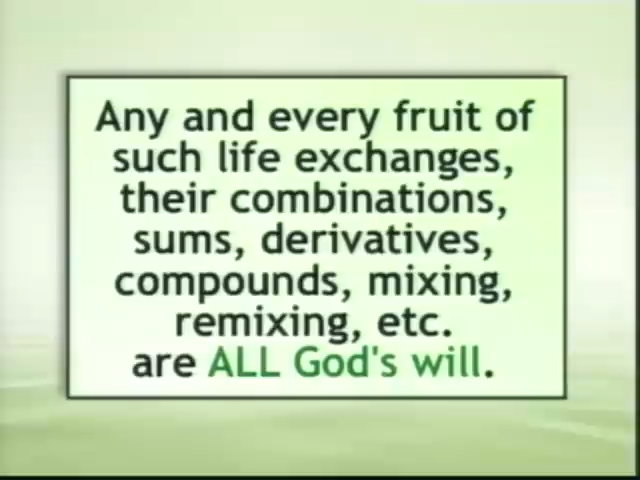 Any and every fruit of
such life exchanges,
their combinations,
sums, derivatives,
compounds, mixing,
remixing, etc.
are ALL God's will.